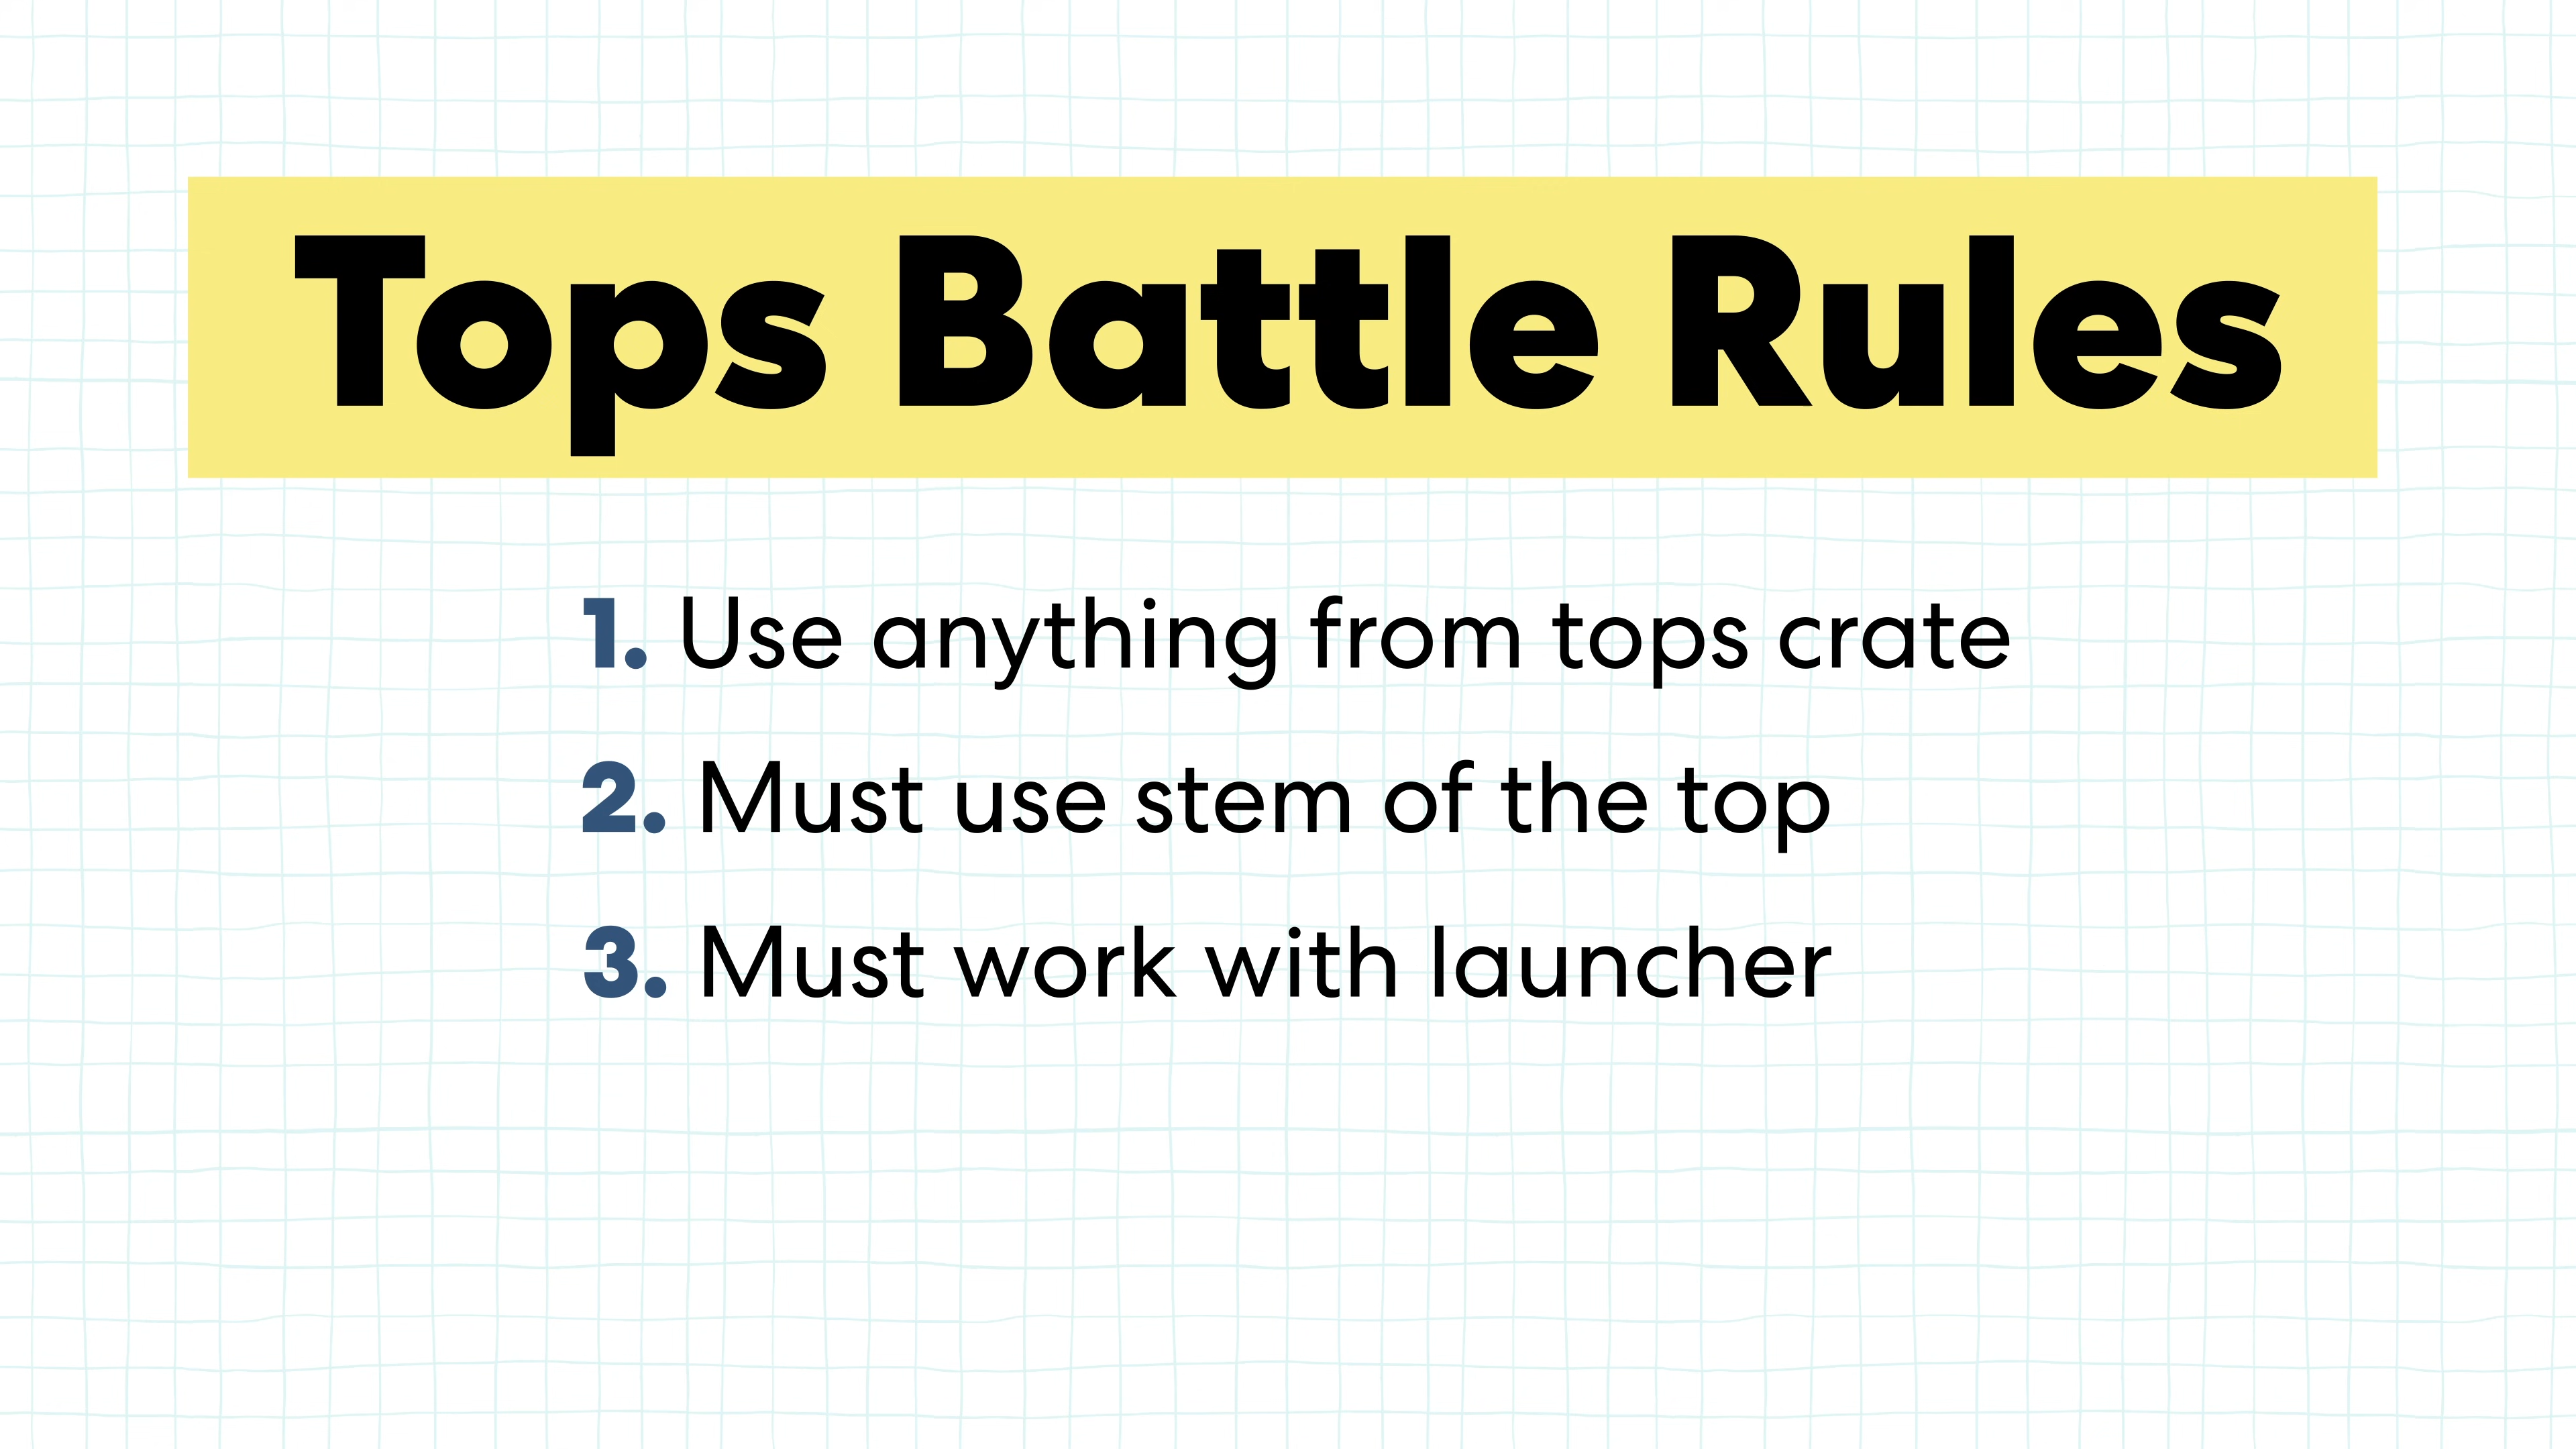 Tops Battle Rules
1. Use anything from tops crate
2. Must use stem of the top
3. Must work with launcher